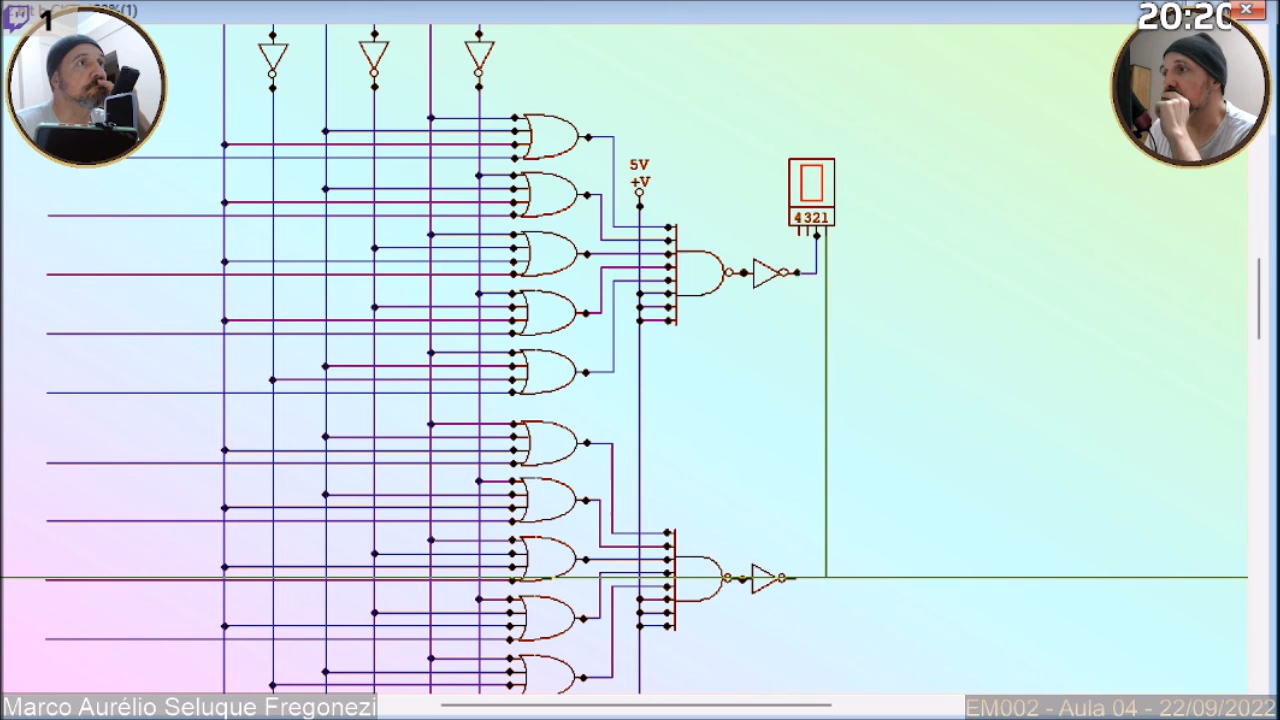 1
20:20
5V
+V
4321
Marco Aurélio Seluque Fregonezi
EM002 - Aula 04 - 22/09/2022